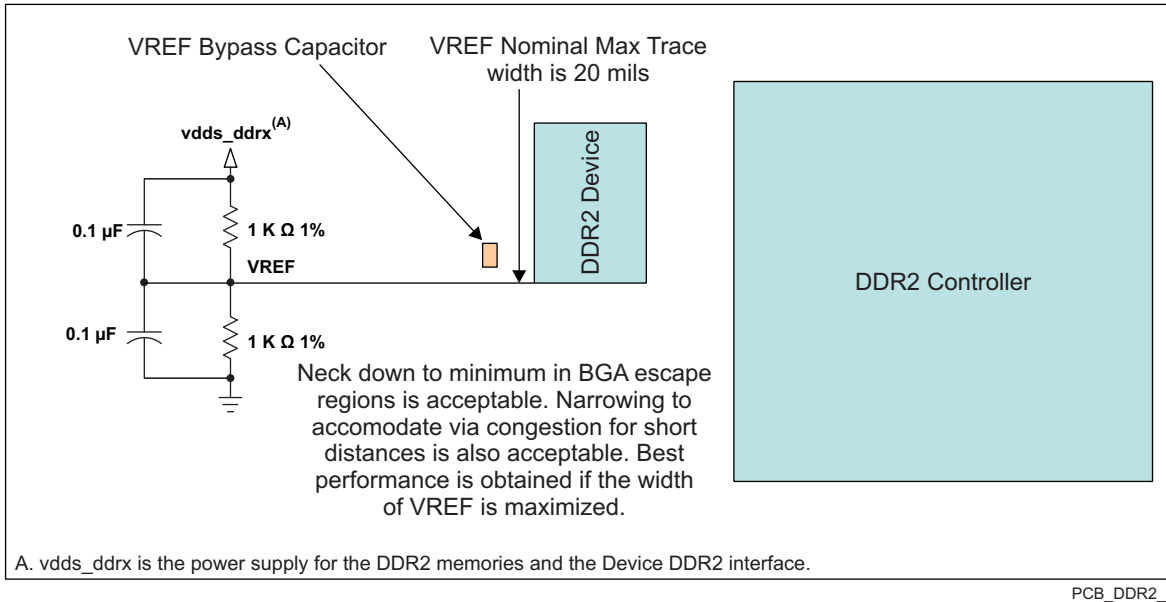 VREF Bypass Capacitor
VREF Nominal Max Trace
width is 20 mils
vdds_ddrx(A)
0.1 µF
1 K Ω 1%
VREF
0.1 µF
1 K Ω 1%
DDR2 Device
DDR2 Controller
Neck down to minimum in BGA escape
regions is acceptable. Narrowing to
accomodate via congestion for short
distances is also acceptable. Best
performance is obtained if the width
of VREF is maximized.
A. vdds_ddrx is the power supply for the DDR2 memories and the Device DDR2 interface.
PCB_DDR2_